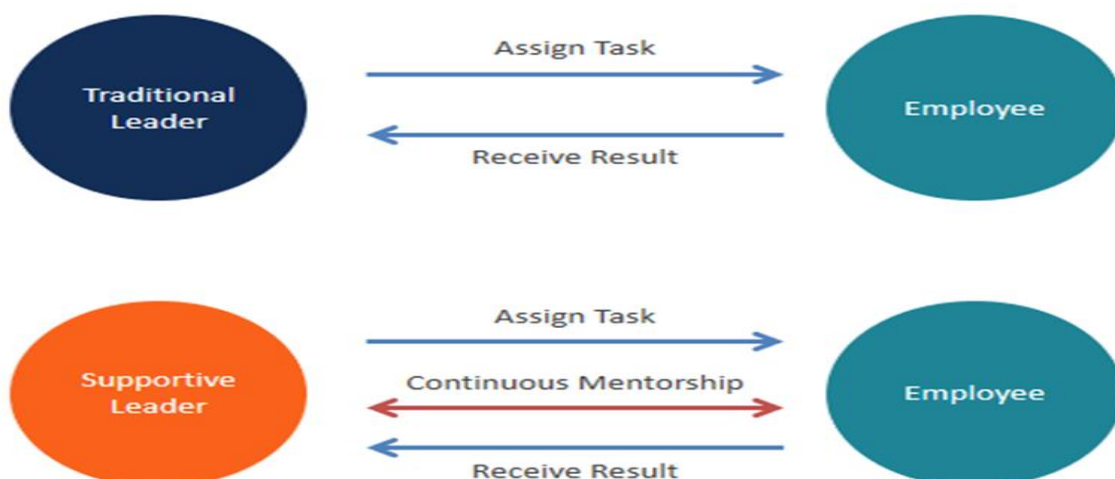 Assign Task
Traditional
Leader
Employee
Receive Result
Assign Task
Supportive
Leader
Continuous Mentorship
Employee
Receive Result